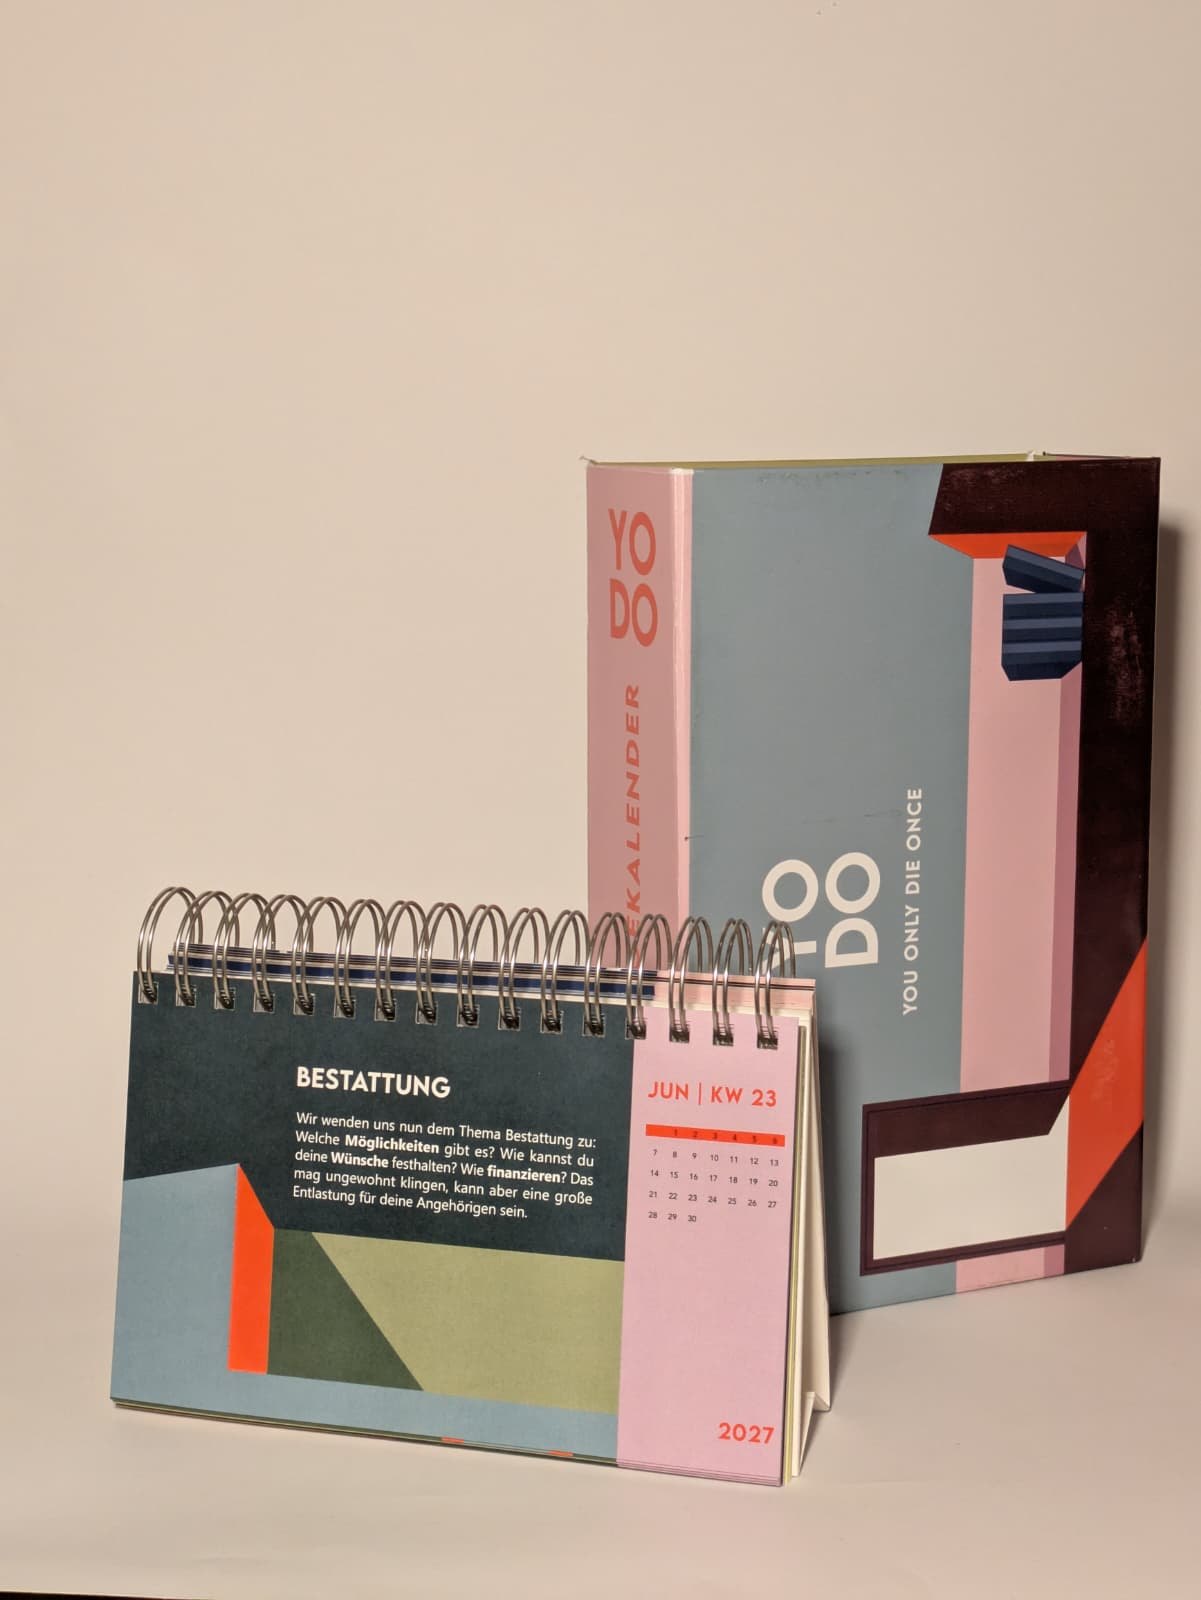 YO
DO
EKALENDER
YO
DO
YOU ONLY DIE ONCE
BESTATTUNG
Wir wenden uns nun dem Thema Bestattung zu:
Welche Möglichkeiten gibt es? Wie kannst du
deine Wünsche festhalten? Wie finanzieren? Das
mag ungewohnt klingen, kann aber eine große
Entlastung für deine Angehörigen sein.
JUN | KW 23
1 2 3 4 5 6
7 8 9 10 11 12 13
14 15 16 17 18 19 20
21 22 23 24 25 26 27
28 29 30
2027